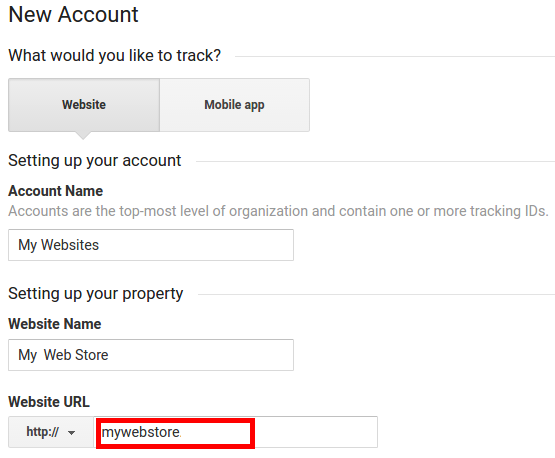 New Account
What would you like to track?
Website
Mobile app
Setting up your account
Account Name
Accounts are the top-most level of organization and contain one or more tracking IDs.
My Websites
Setting up your property
Website Name
My  Web Store
Website URL
http:// mywebstore